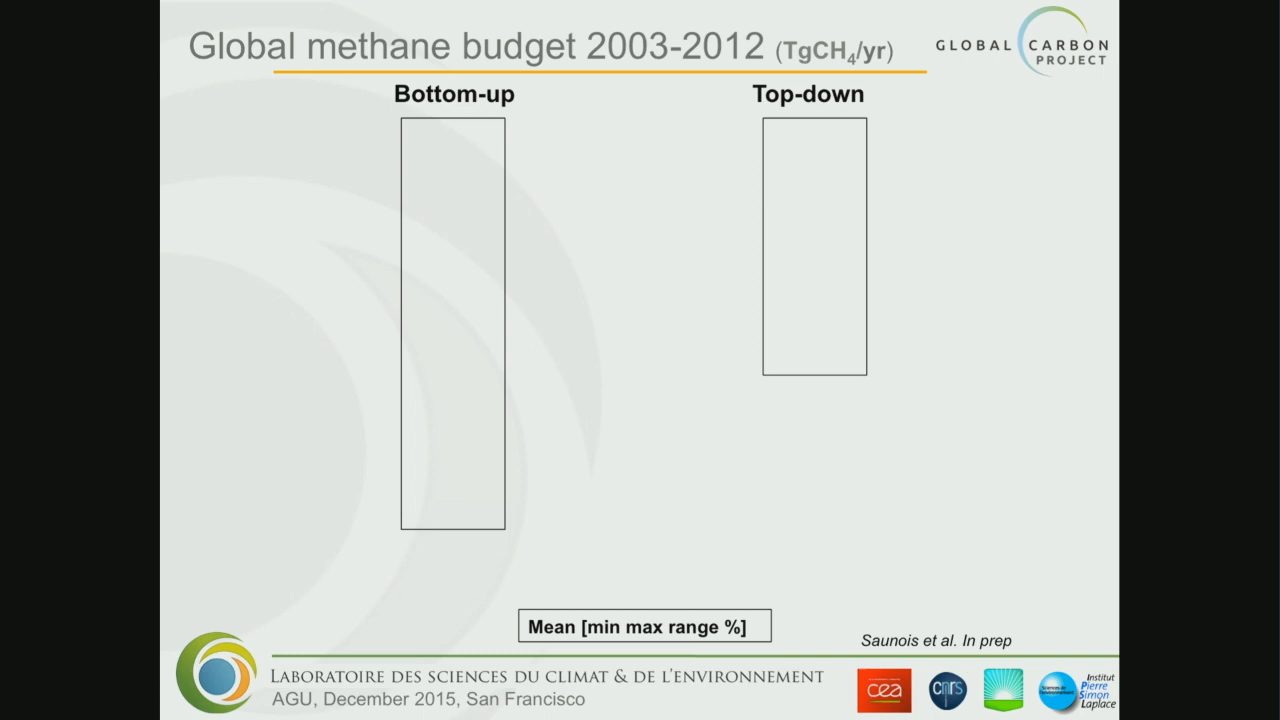 Global methane budget 2003-2012 (TgCH4/yr)
GLOBAL CARBON
PROJECT
Bottom-up
Top-down
Mean [min max range %]
Saunois et al. In prep
LABORATOIRE DES SCIENCES DU CLIMAT & DE L'ENVIRONNEMENT
AGU, December 2015, San Francisco
cea
cnrs
Institut
Pierre
Simon
Laplace